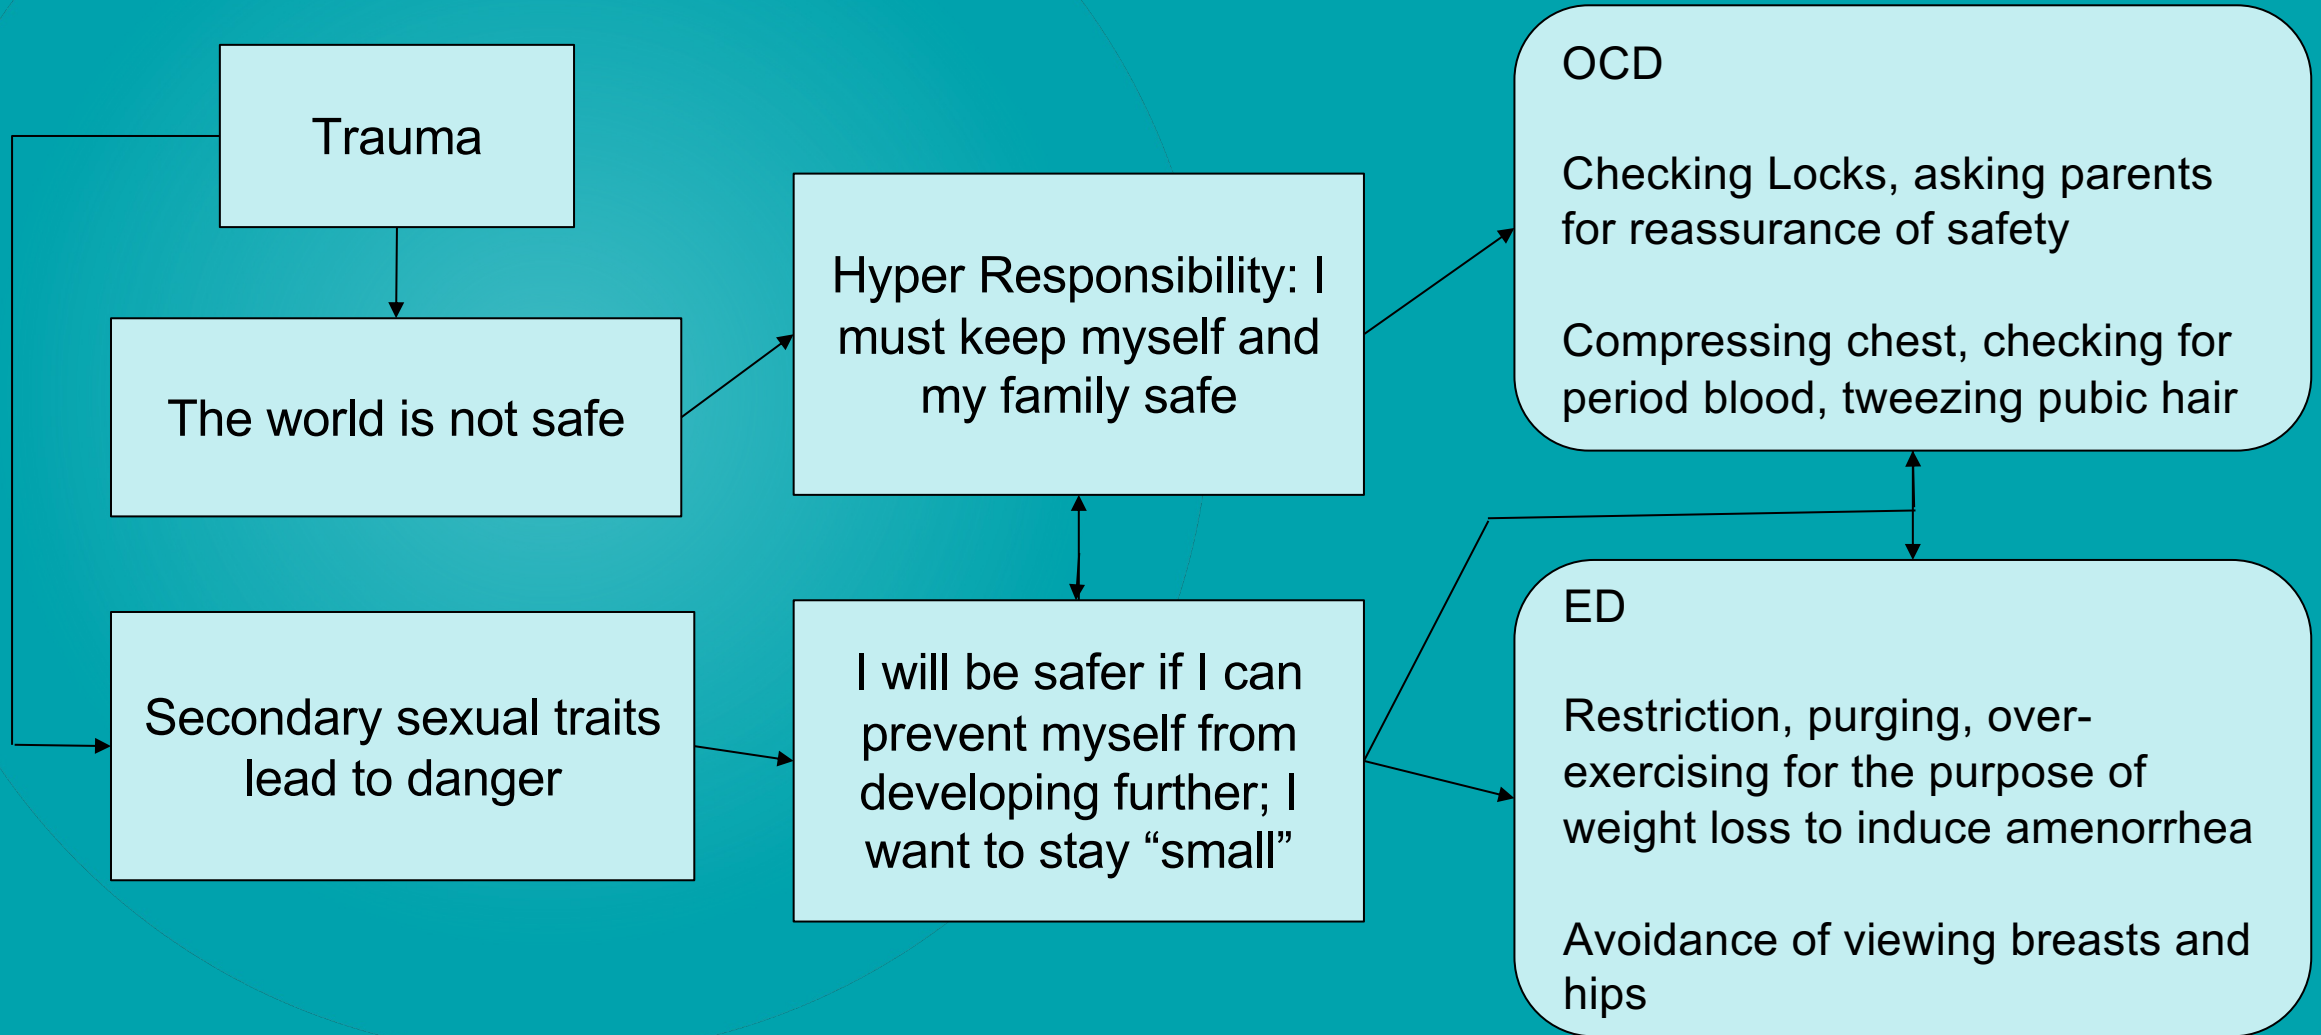 Trauma
The world is not safe
Secondary sexual traits
lead to danger
Hyper Responsibility: I
must keep myself and
my family safe
I will be safer if I can
prevent myself from
developing further; I
want to stay “small”
OCD
Checking Locks, asking parents
for reassurance of safety
Compressing chest, checking for
period blood, tweezing pubic hair
ED
Restriction, purging, over-
exercising for the purpose of
weight loss to induce amenorrhea
Avoidance of viewing breasts and
hips